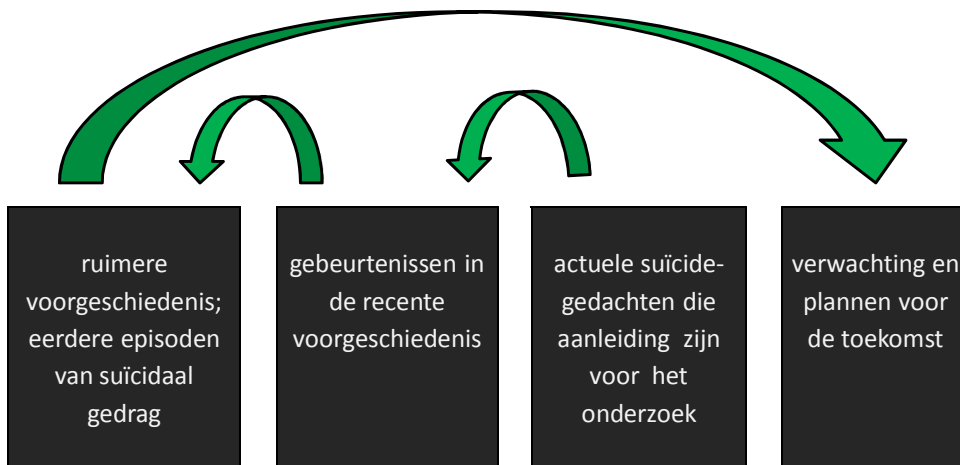 ruimere
voorgeschiedenis;
eerdere episoden
van suïcidaal
gedrag
gebeurtenissen in
de recente
voorgeschiedenis
actuele suïcide-
gedachten die
aanleiding zijn
voor het
onderzoek
verwachting en
plannen voor
de toekomst